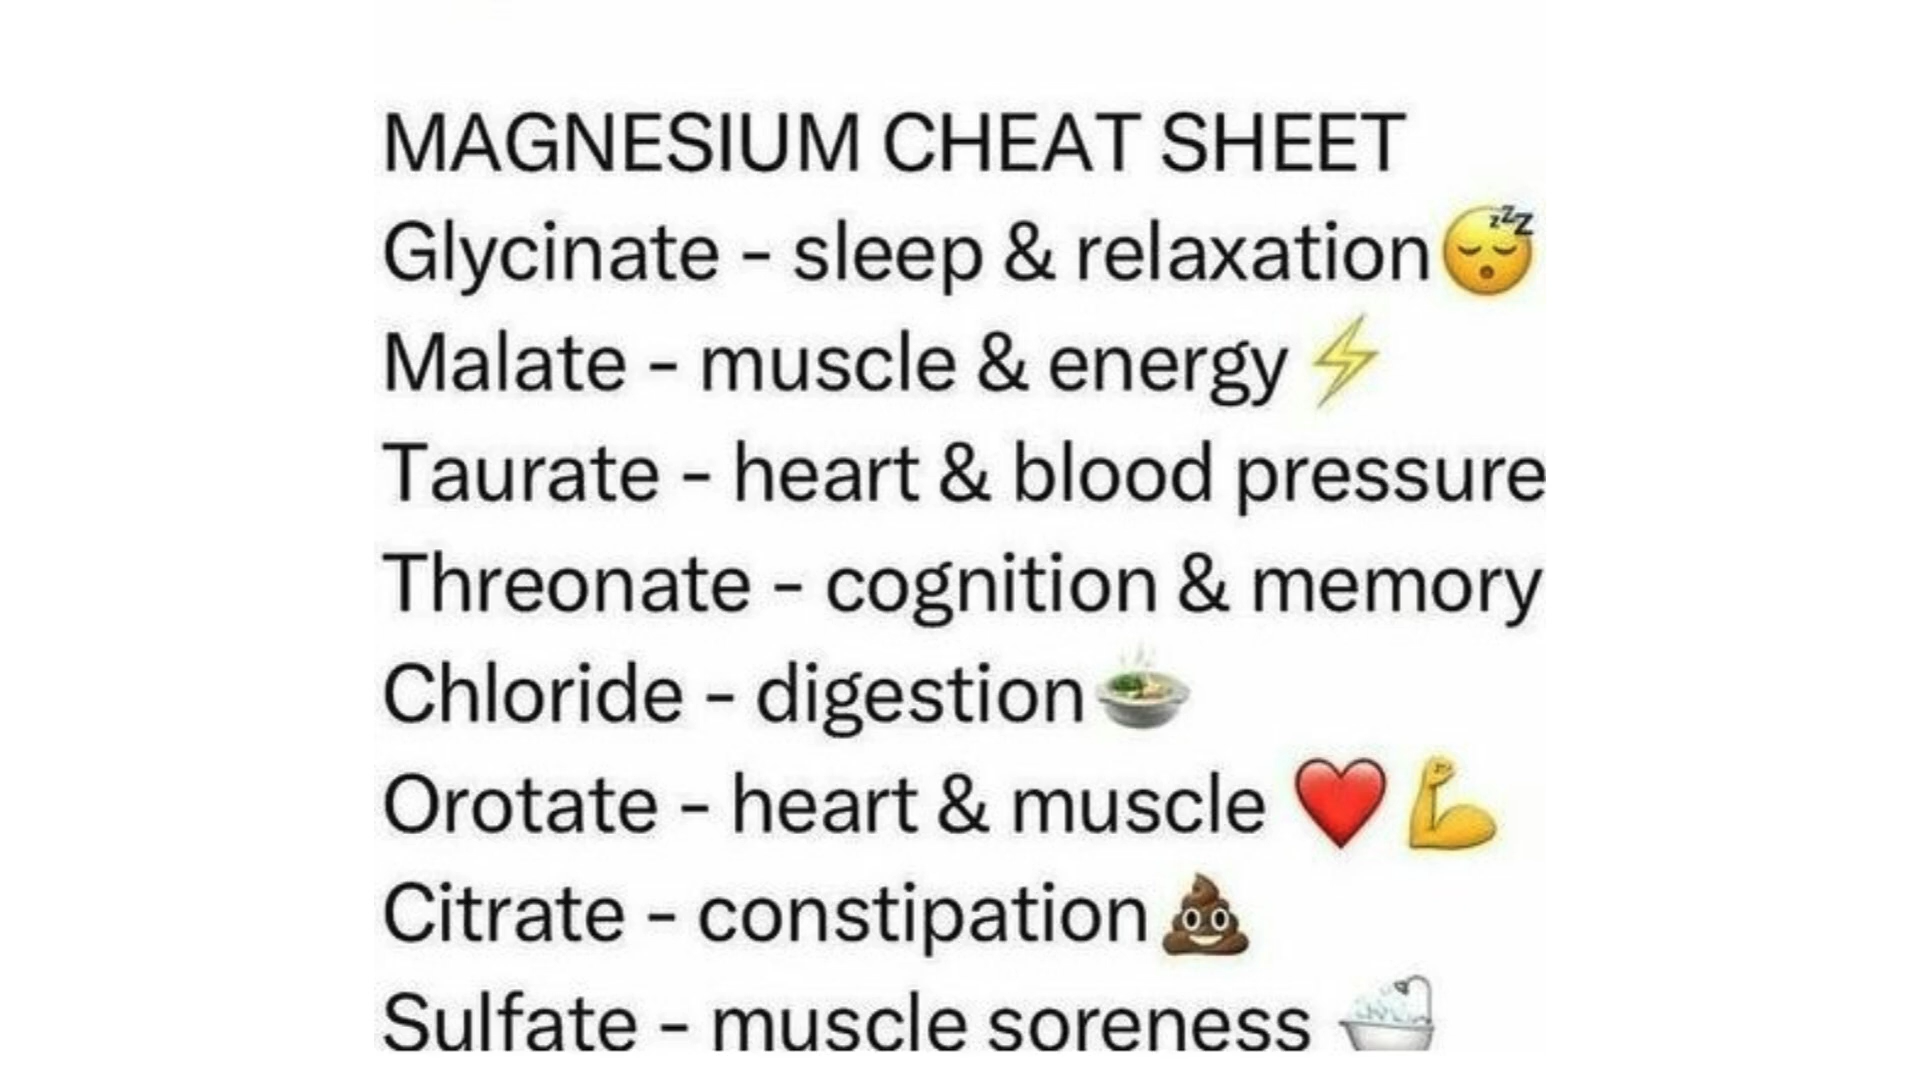 MAGNESIUM CHEAT SHEET
Glycinate - sleep & relaxation😴
Malate - muscle & energy ⚡
Taurate - heart & blood pressure
Threonate - cognition & memory
Chloride - digestion🍲
Orotate - heart & muscle ❤️💪
Citrate - constipation💩
Sulfate - muscle soreness 🛁